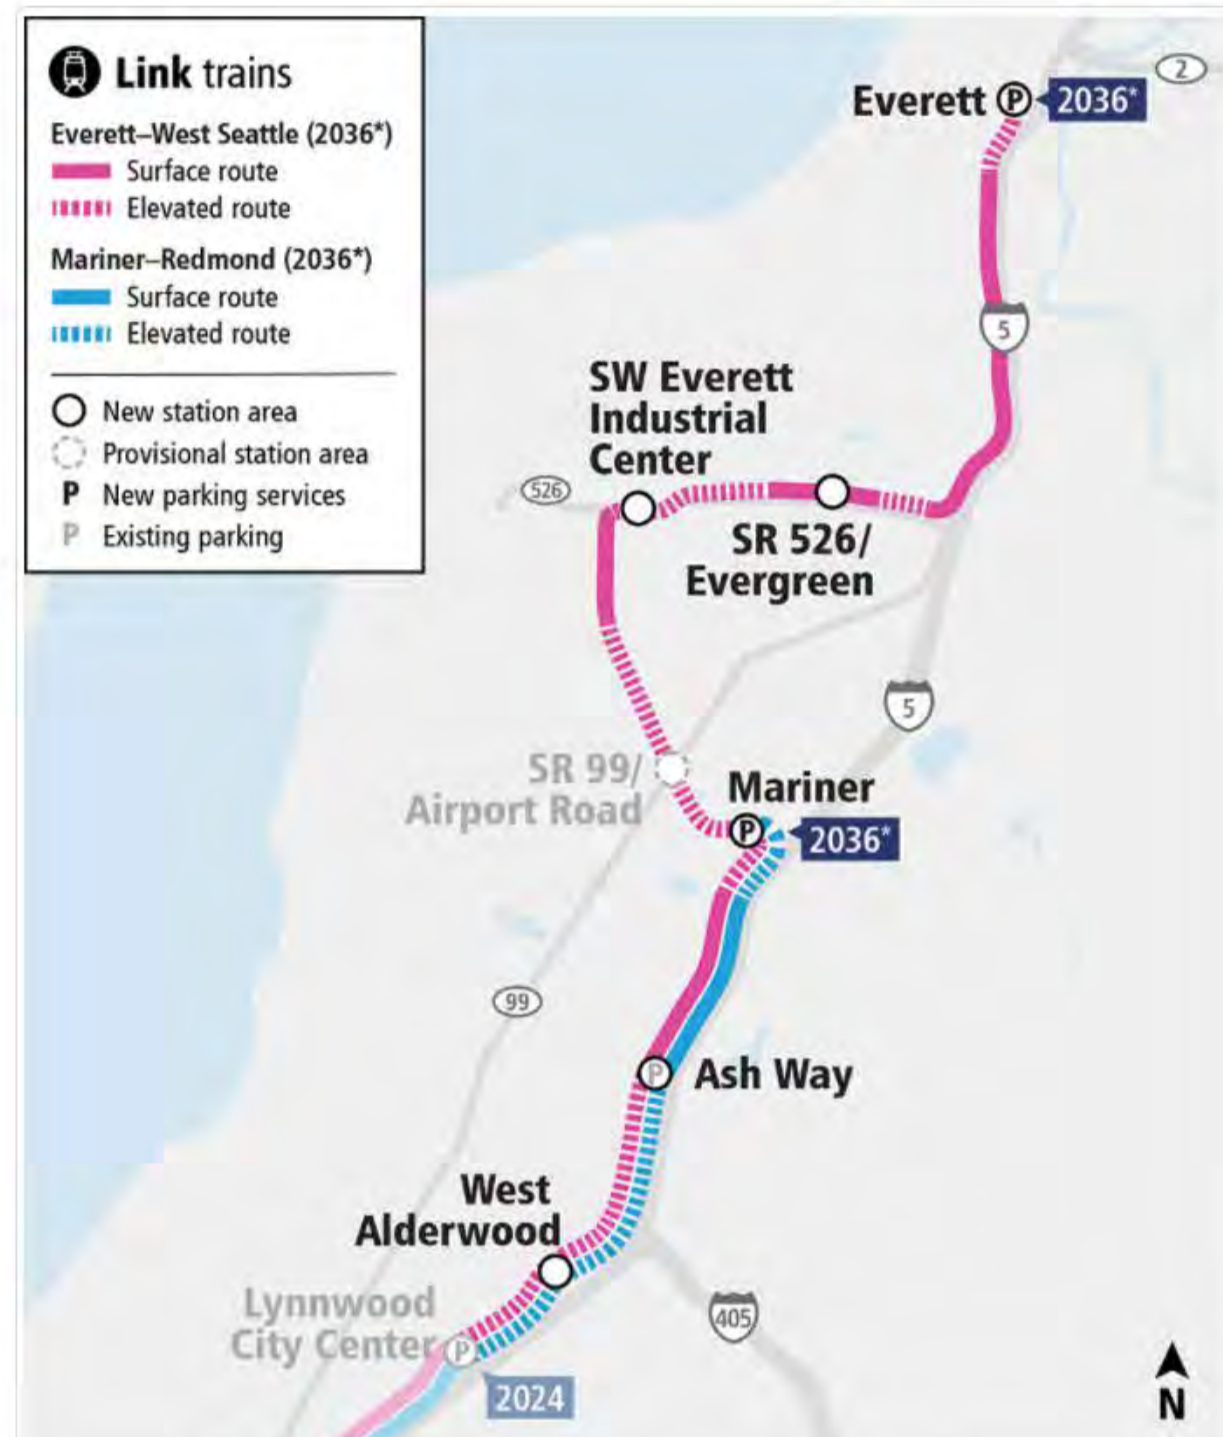 Link trains
Everett–West Seattle (2036*)
Surface route
Elevated route
Mariner–Redmond (2036*)
Surface route
Elevated route
New station area
Provisional station area
P New parking services
P Existing parking
2
Everett P 2036*
5
SW Everett
Industrial
Center
526
SR 526/
Evergreen
5
SR 99/
Airport Road
Mariner
P 2036*
99
P Ash Way
West
Alderwood
Lynnwood
City Center P
2024
405
N